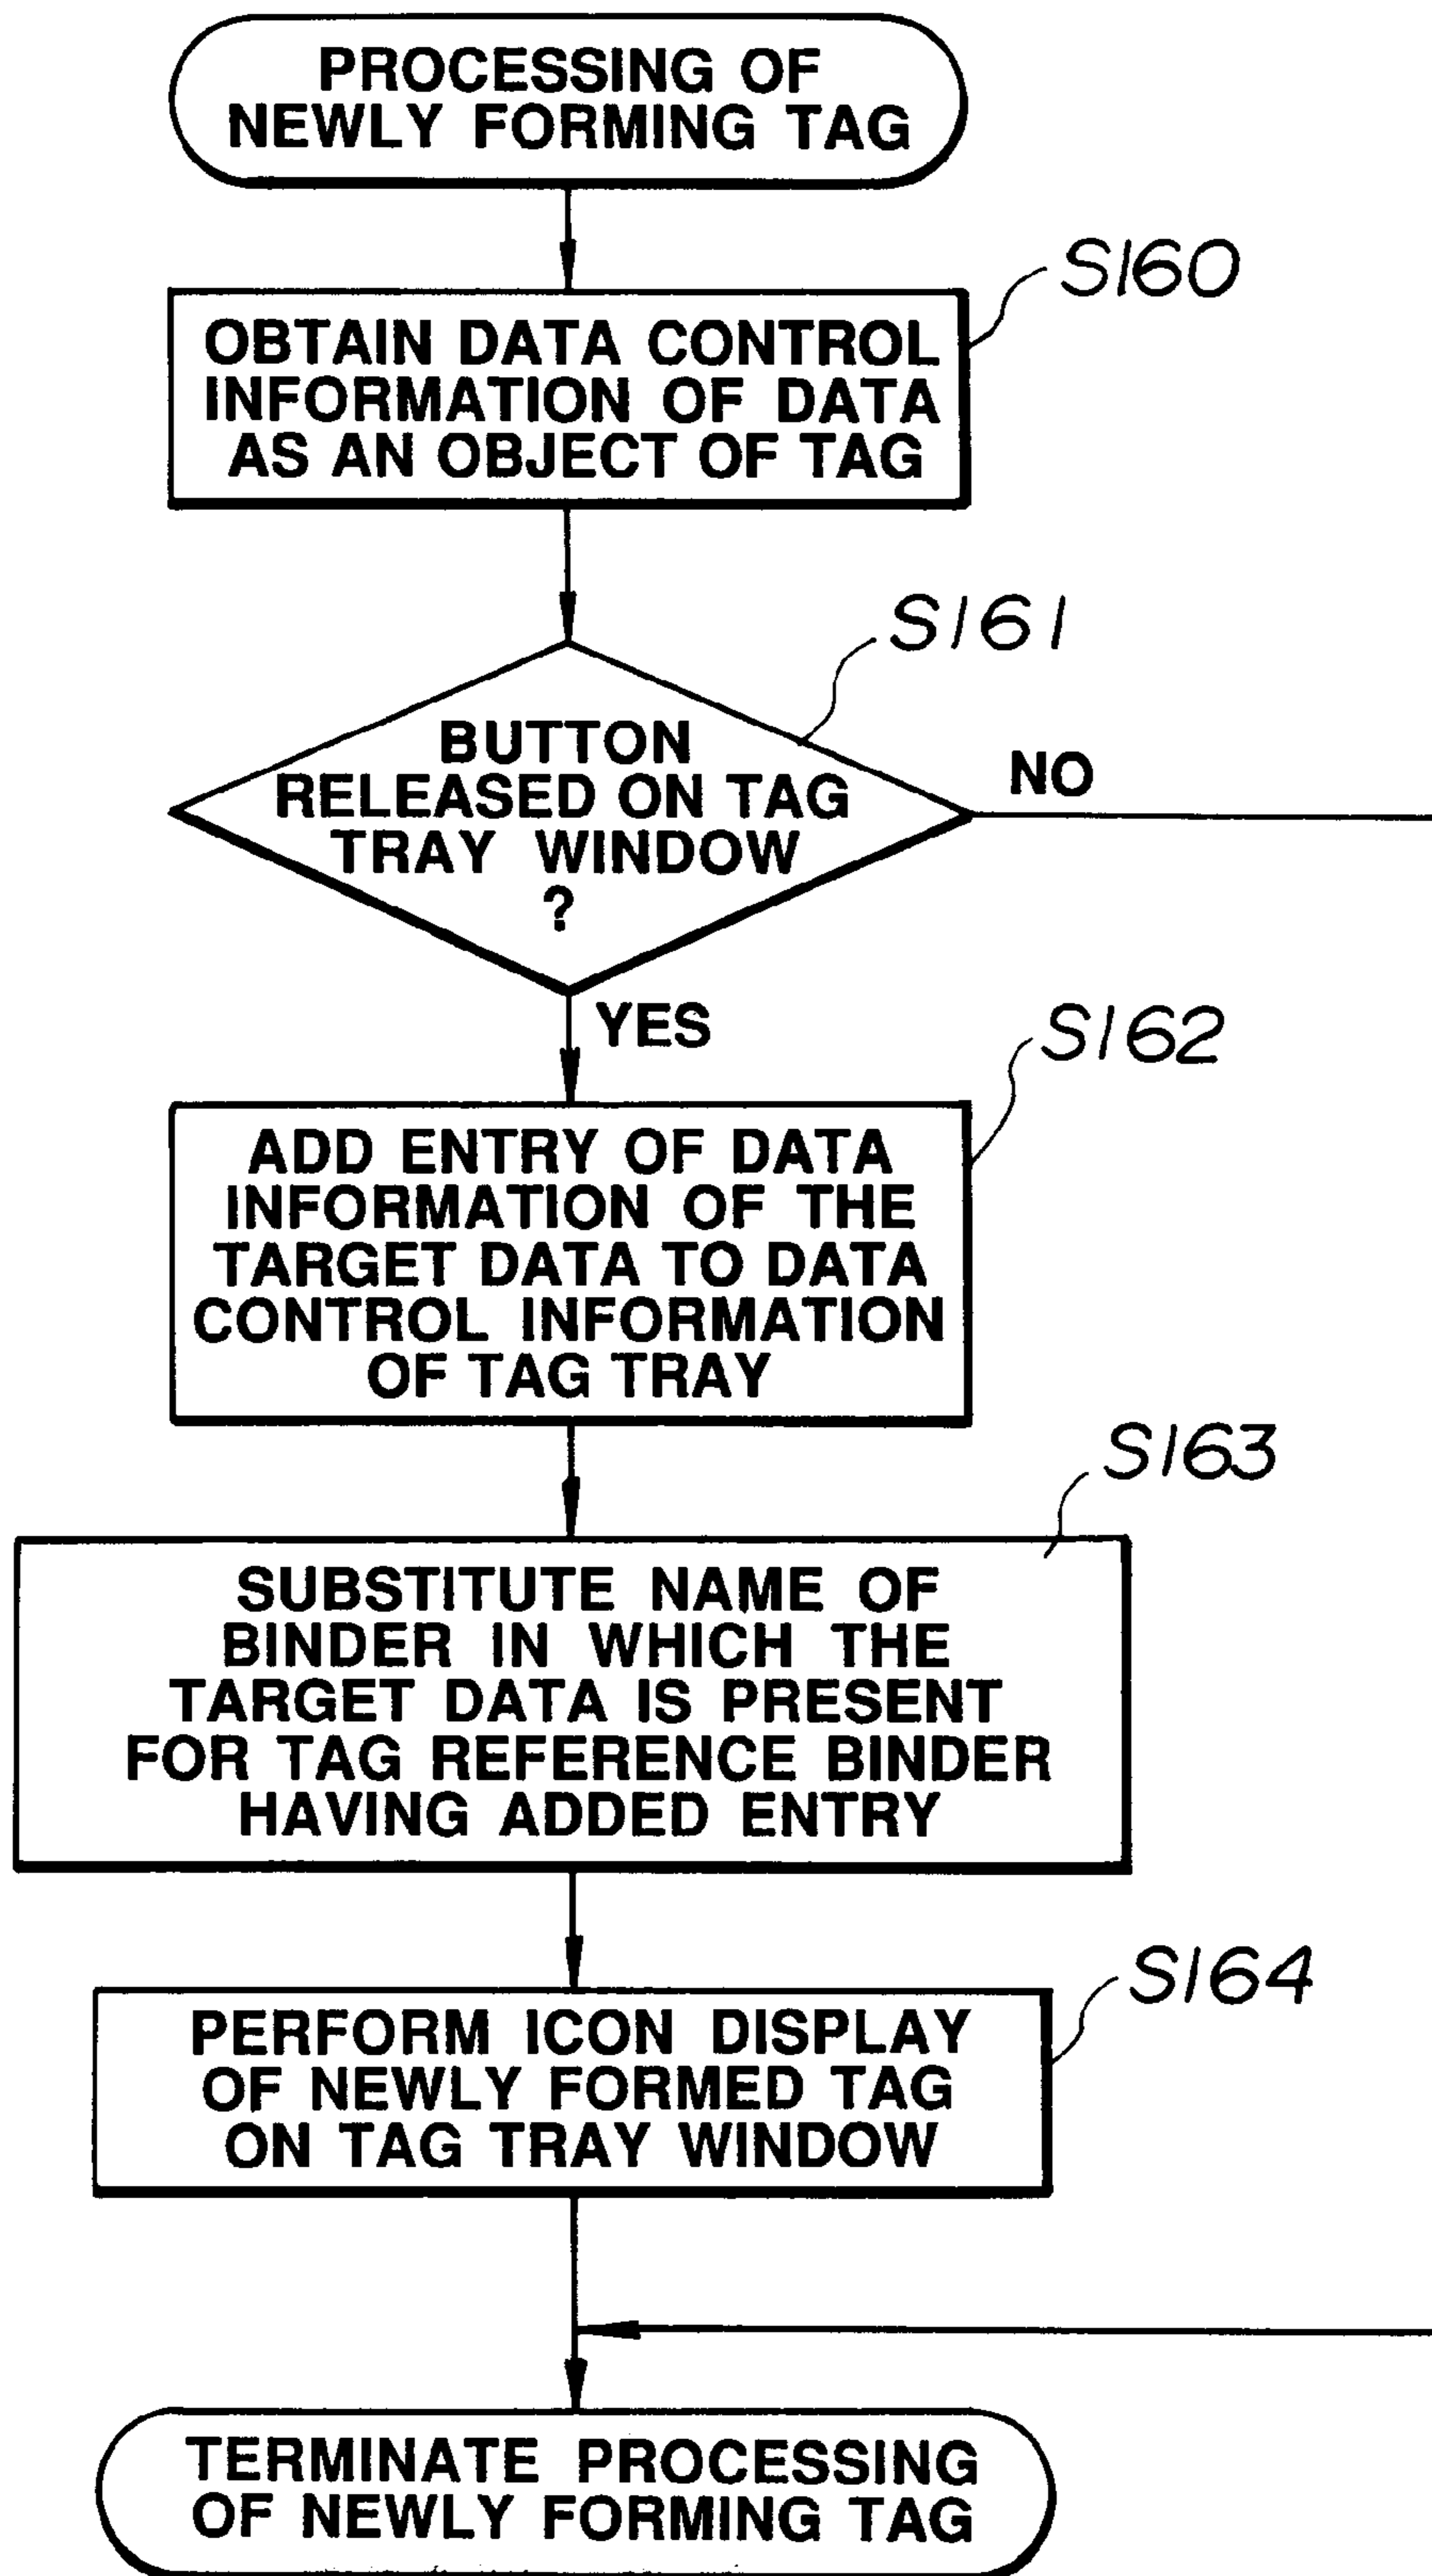 PROCESSING OF
NEWLY FORMING TAG
S160
OBTAIN DATA CONTROL
INFORMATION OF DATA
AS AN OBJECT OF TAG
S161
BUTTON
RELEASED ON TAG
TRAY WINDOW
?
NO
YES
S162
ADD ENTRY OF DATA
INFORMATION OF THE
TARGET DATA TO DATA
CONTROL INFORMATION
OF TAG TRAY
S163
SUBSTITUTE NAME OF
BINDER IN WHICH THE
TARGET DATA IS PRESENT
FOR TAG REFERENCE BINDER
HAVING ADDED ENTRY
S164
PERFORM ICON DISPLAY
OF NEWLY FORMED TAG
ON TAG TRAY WINDOW
TERMINATE PROCESSING
OF NEWLY FORMING TAG